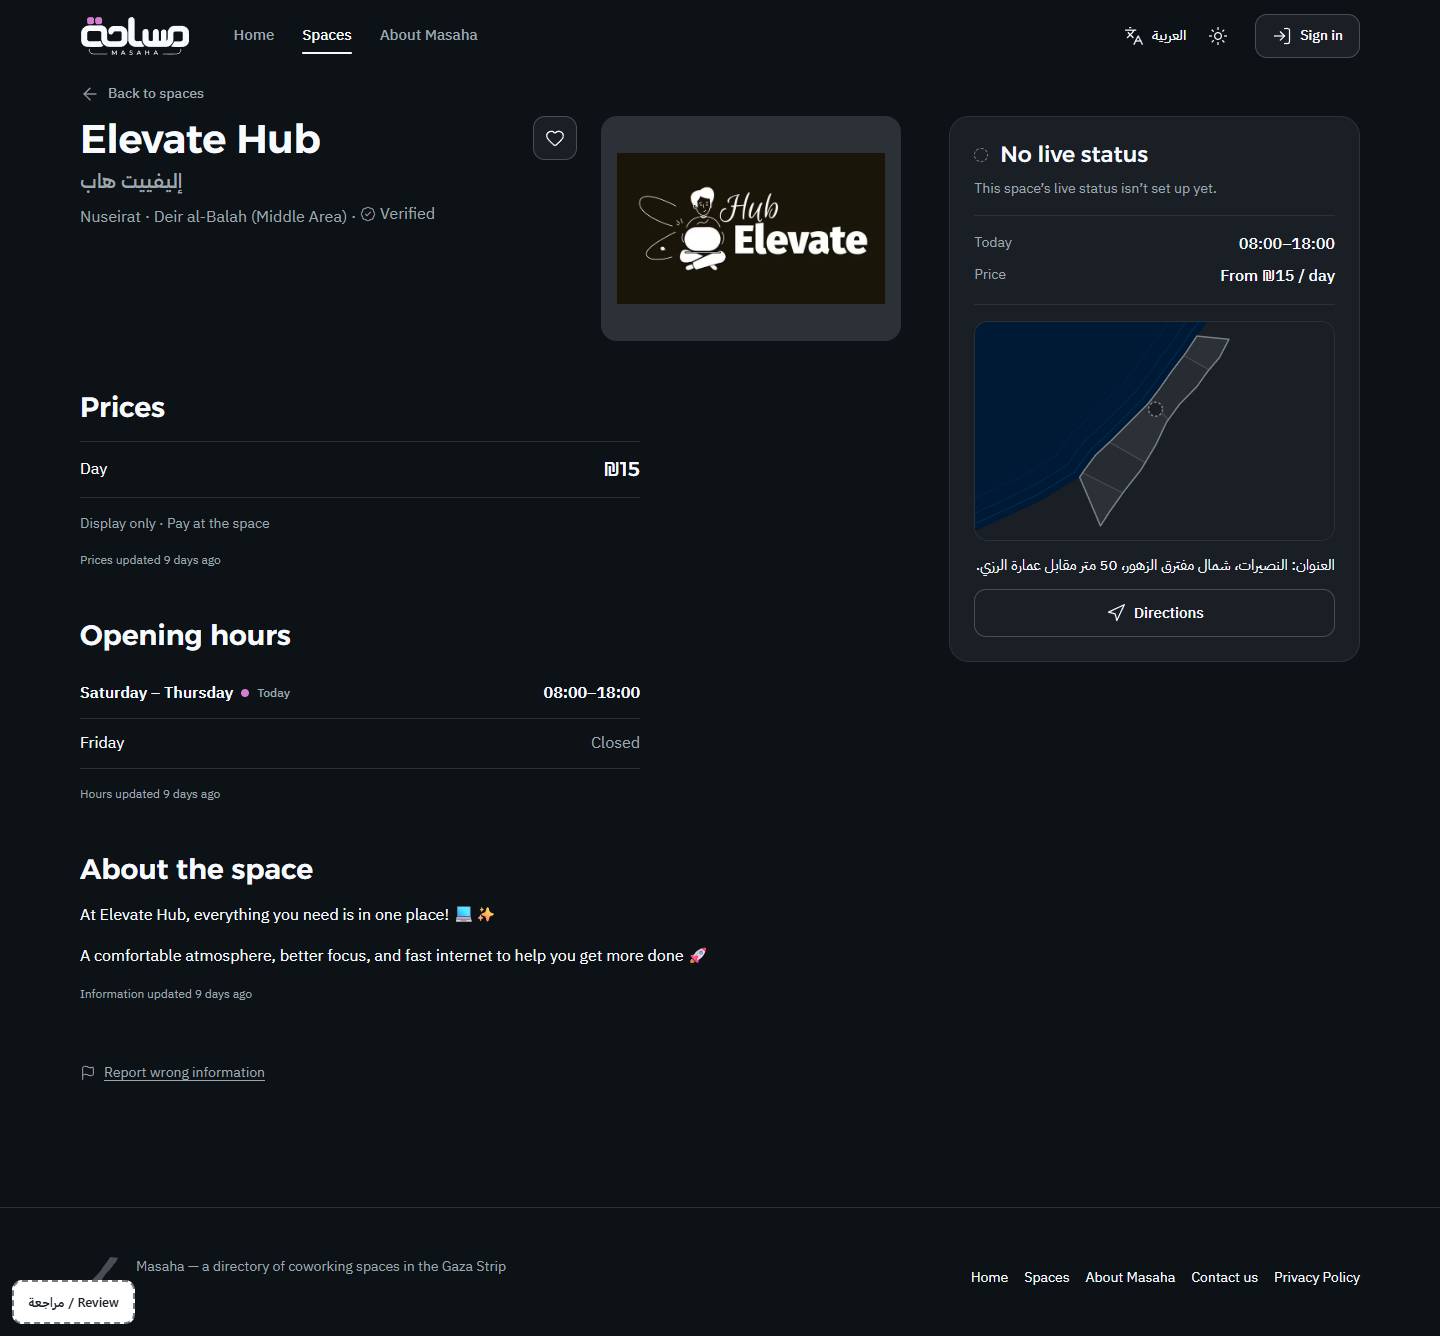 مساحة
MASAHA
Home
Spaces
About Masaha
العربية
Sign in
Back to spaces
Elevate Hub
إليفييت هاب
Nuseirat · Deir al-Balah (Middle Area) · Verified
Hub
Elevate
No live status
This space’s live status isn’t set up yet.
Today 08:00–18:00
Price From ₪15 / day
العنوان: النصيرات، شمال مفترق الزهور، 50 متر مقابل عمارة الرزي.
Directions
Prices
Day ₪15
Display only · Pay at the space
Prices updated 9 days ago
Opening hours
Saturday – Thursday Today 08:00–18:00
Friday Closed
Hours updated 9 days ago
About the space
At Elevate Hub, everything you need is in one place! 💻 ✨
A comfortable atmosphere, better focus, and fast internet to help you get more done 🚀
Information updated 9 days ago
Report wrong information
Masaha — a directory of coworking spaces in the Gaza Strip
Home Spaces About Masaha Contact us Privacy Policy
مراجعة / Review